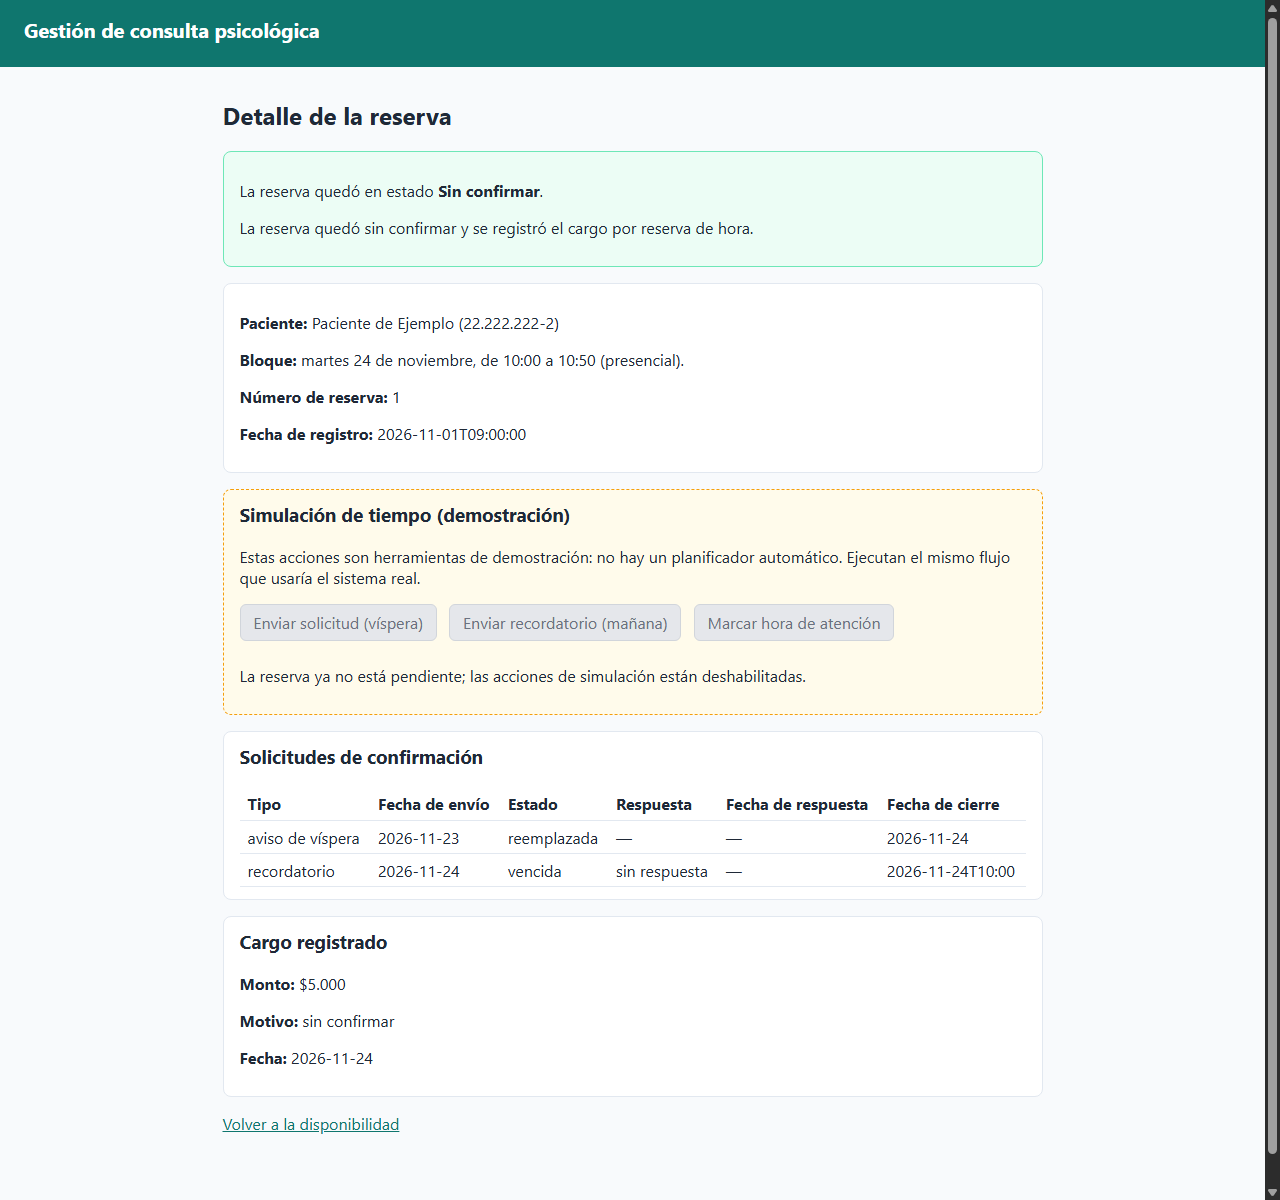 Gestión de consulta psicológica
Detalle de la reserva
La reserva quedó en estado Sin confirmar.
La reserva quedó sin confirmar y se registró el cargo por reserva de hora.
Paciente: Paciente de Ejemplo (22.222.222-2)
Bloque: martes 24 de noviembre, de 10:00 a 10:50 (presencial).
Número de reserva: 1
Fecha de registro: 2026-11-01T09:00:00
Simulación de tiempo (demostración)
Estas acciones son herramientas de demostración: no hay un planificador automático. Ejecutan el mismo flujo
que usaría el sistema real.
Enviar solicitud (víspera) Enviar recordatorio (mañana) Marcar hora de atención
La reserva ya no está pendiente; las acciones de simulación están deshabilitadas.
Solicitudes de confirmación
Tipo Fecha de envío Estado Respuesta Fecha de respuesta Fecha de cierre
aviso de víspera 2026-11-23 reemplazada — — 2026-11-24
recordatorio 2026-11-24 vencida sin respuesta — 2026-11-24T10:00
Cargo registrado
Monto: $5.000
Motivo: sin confirmar
Fecha: 2026-11-24
Volver a la disponibilidad